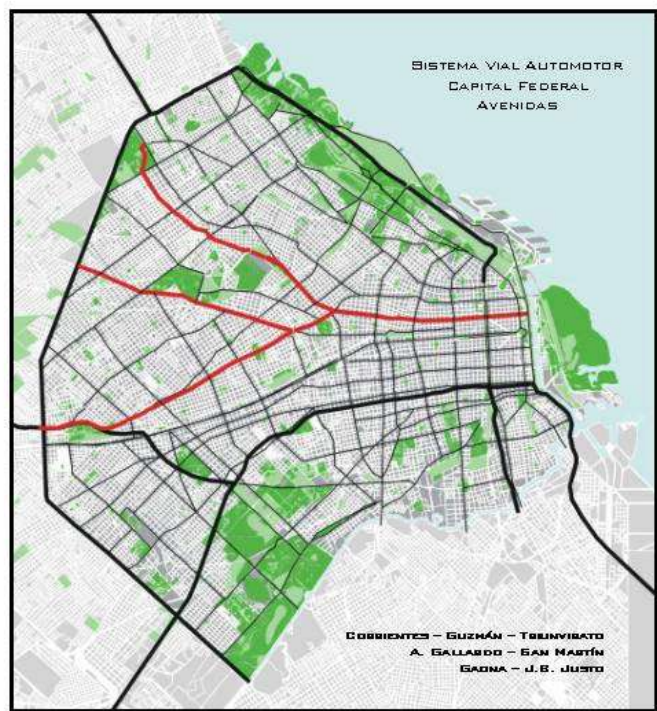 SISTEMA VIAL AUTOMOTOR
CAPITAL FEDERAL
AVENIDAS
CORRIENTES – GUZMÁN – TRIUNVIRATO
A. GALLARDO – SAN MARTÍN
GAONA – J.B. JUSTO